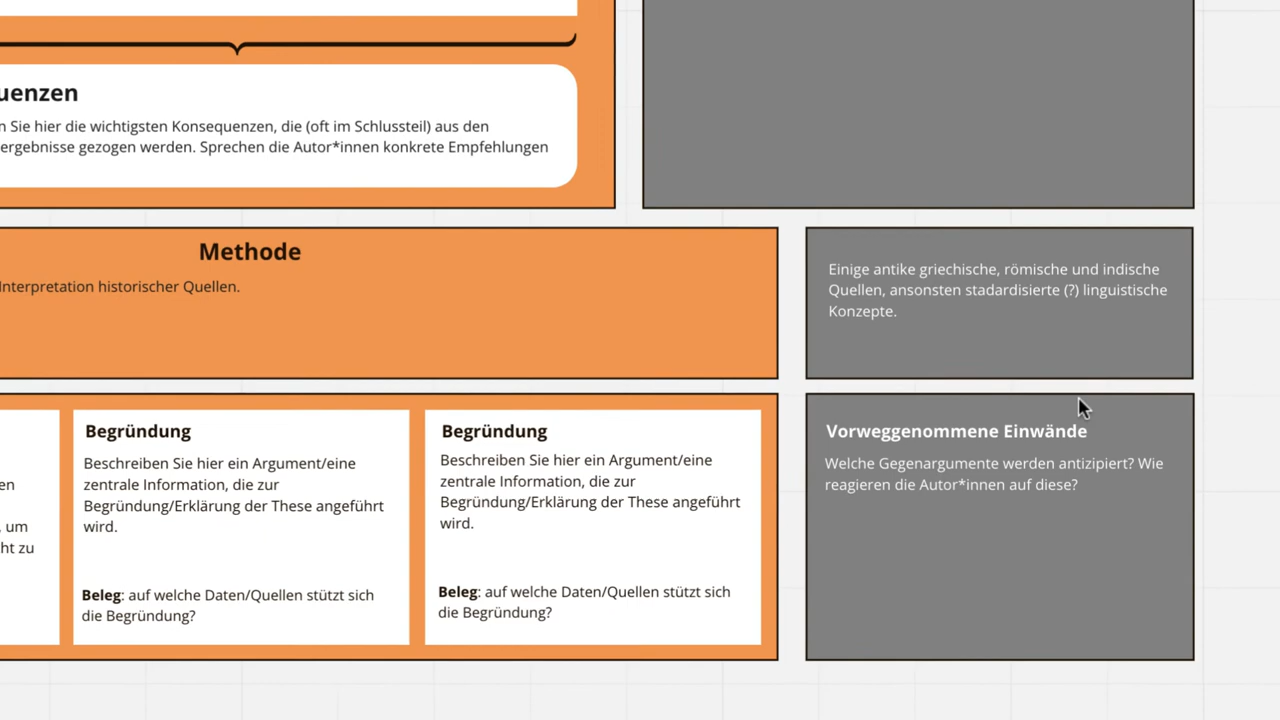 uenzen
n Sie hier die wichtigsten Konsequenzen, die (oft im Schlussteil) aus den
ergebnisse gezogen werden. Sprechen die Autor*innen konkrete Empfehlungen
Methode
Interpretation historischer Quellen.
Einige antike griechische, römische und indische
Quellen, ansonsten stadardisierte (?) linguistische
Konzepte.
en
, um
ht zu
Begründung
Beschreiben Sie hier ein Argument/eine
zentrale Information, die zur
Begründung/Erklärung der These angeführt
wird.
Beleg: auf welche Daten/Quellen stützt sich
die Begründung?
Begründung
Beschreiben Sie hier ein Argument/eine
zentrale Information, die zur
Begründung/Erklärung der These angeführt
wird.
Beleg: auf welche Daten/Quellen stützt sich
die Begründung?
Vorweggenommene Einwände
Welche Gegenargumente werden antizipiert? Wie
reagieren die Autor*innen auf diese?